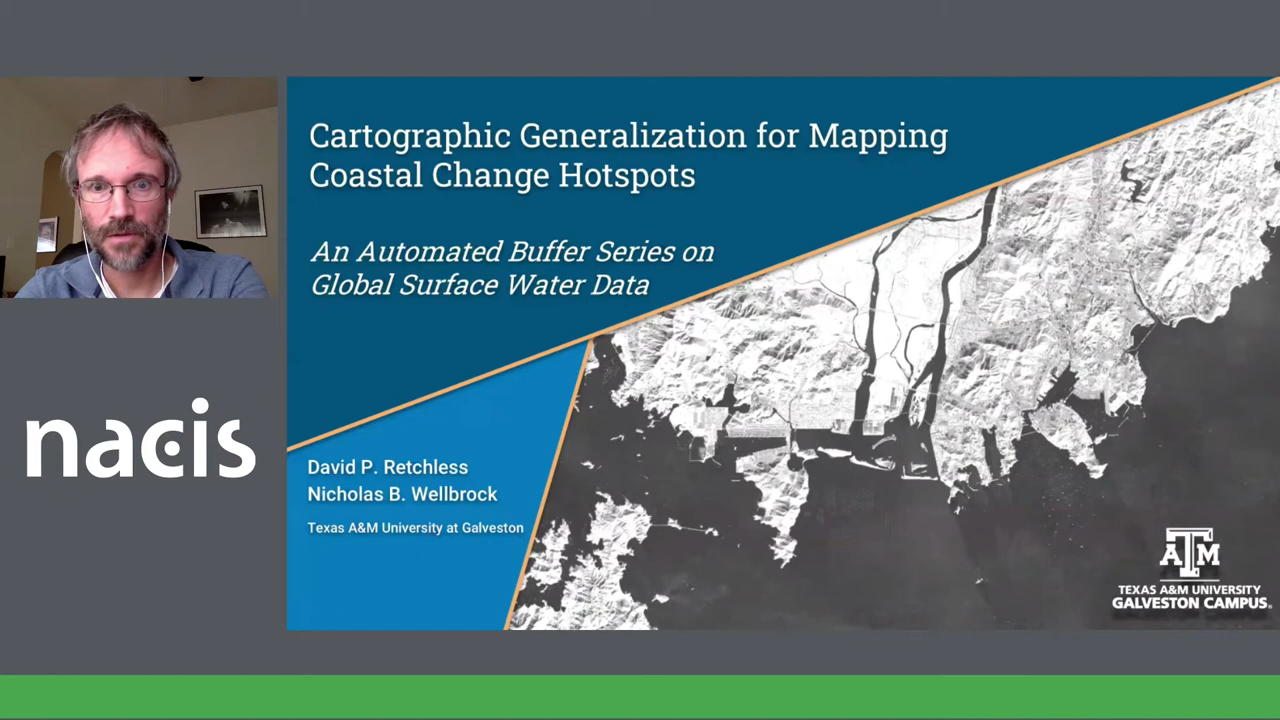 Cartographic Generalization for Mapping
Coastal Change Hotspots
An Automated Buffer Series on
Global Surface Water Data
nacis
David P. Retchless
Nicholas B. Wellbrock
Texas A&M University at Galveston
ATM
TEXAS A&M UNIVERSITY
GALVESTON CAMPUS®